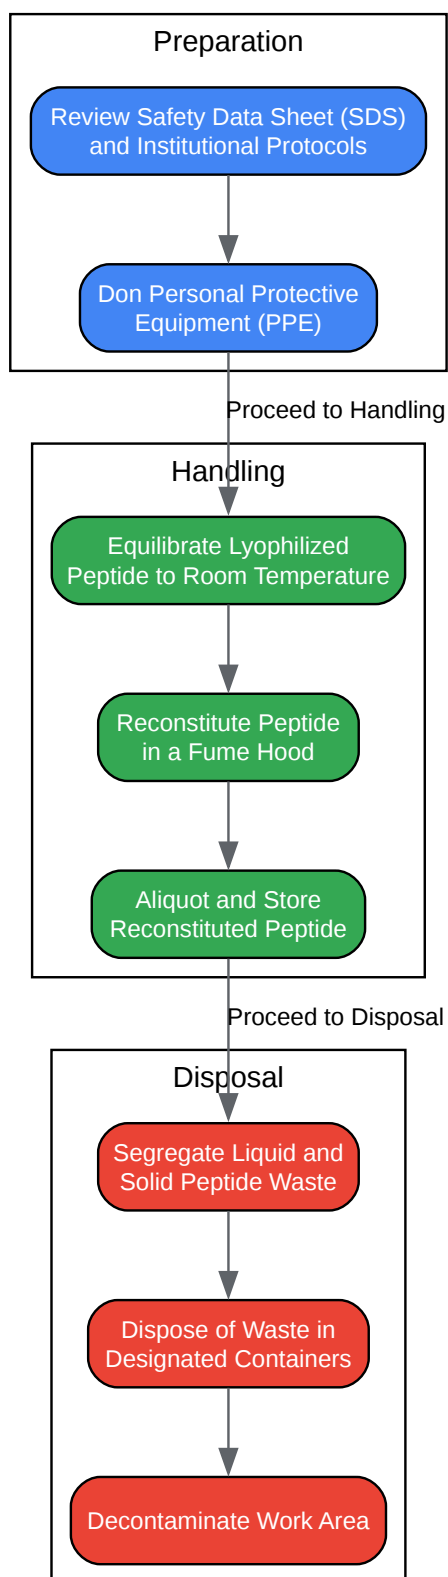 Preparation
Review Safety Data Sheet (SDS)
and Institutional Protocols
Don Personal Protective
Equipment (PPE)
Proceed to Handling
Handling
Equilibrate Lyophilized
Peptide to Room Temperature
Reconstitute Peptide
in a Fume Hood
Aliquot and Store
Reconstituted Peptide
Proceed to Disposal
Disposal
Segregate Liquid and
Solid Peptide Waste
Dispose of Waste in
Designated Containers
Decontaminate Work Area